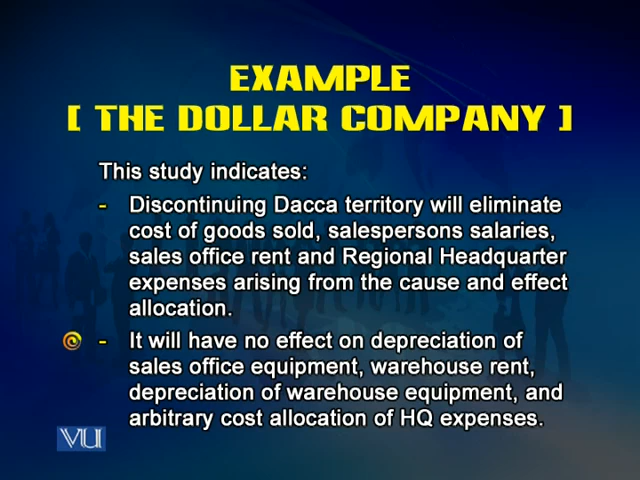 EXAMPLE
[ THE DOLLAR COMPANY ]
This study indicates:
- Discontinuing Dacca territory will eliminate
cost of goods sold, salespersons salaries,
sales office rent and Regional Headquarter
expenses arising from the cause and effect
allocation.
- It will have no effect on depreciation of
sales office equipment, warehouse rent,
depreciation of warehouse equipment, and
arbitrary cost allocation of HQ expenses.
VU